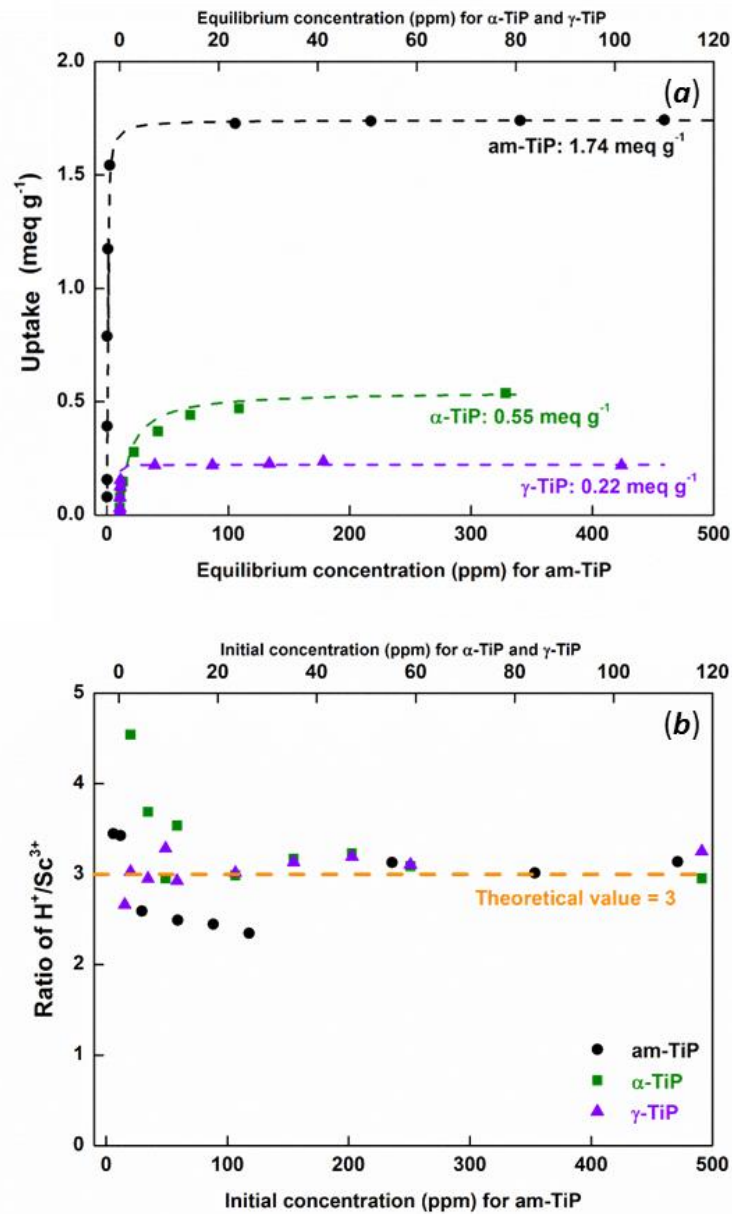 Equilibrium concentration (ppm) for α-TiP and γ-TiP
0 20 40 60 80 100 120
(a)
2.0
1.5
1.0
0.5
0.0
Uptake (meq g⁻¹)
am-TiP: 1.74 meq g⁻¹
α-TiP: 0.55 meq g⁻¹
γ-TiP: 0.22 meq g⁻¹
0 100 200 300 400 500
Equilibrium concentration (ppm) for am-TiP
Initial concentration (ppm) for α-TiP and γ-TiP
0 20 40 60 80 100 120
(b)
5
4
3
2
1
0
Ratio of H⁺/Sc³⁺
Theoretical value = 3
am-TiP
α-TiP
γ-TiP
0 100 200 300 400 500
Initial concentration (ppm) for am-TiP